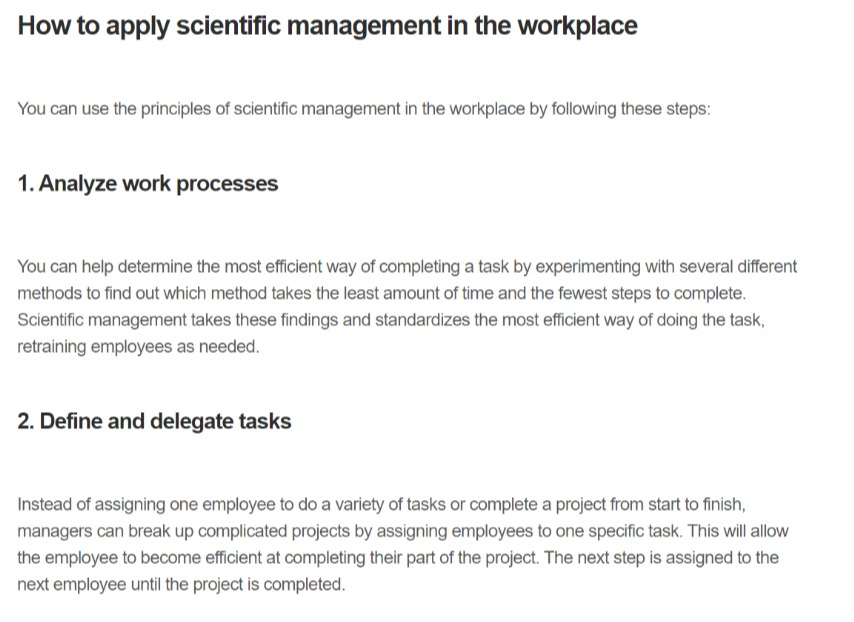 How to apply scientific management in the workplace
You can use the principles of scientific management in the workplace by following these steps:
1. Analyze work processes
You can help determine the most efficient way of completing a task by experimenting with several different
methods to find out which method takes the least amount of time and the fewest steps to complete.
Scientific management takes these findings and standardizes the most efficient way of doing the task,
retraining employees as needed.
2. Define and delegate tasks
Instead of assigning one employee to do a variety of tasks or complete a project from start to finish,
managers can break up complicated projects by assigning employees to one specific task. This will allow
the employee to become efficient at completing their part of the project. The next step is assigned to the
next employee until the project is completed.